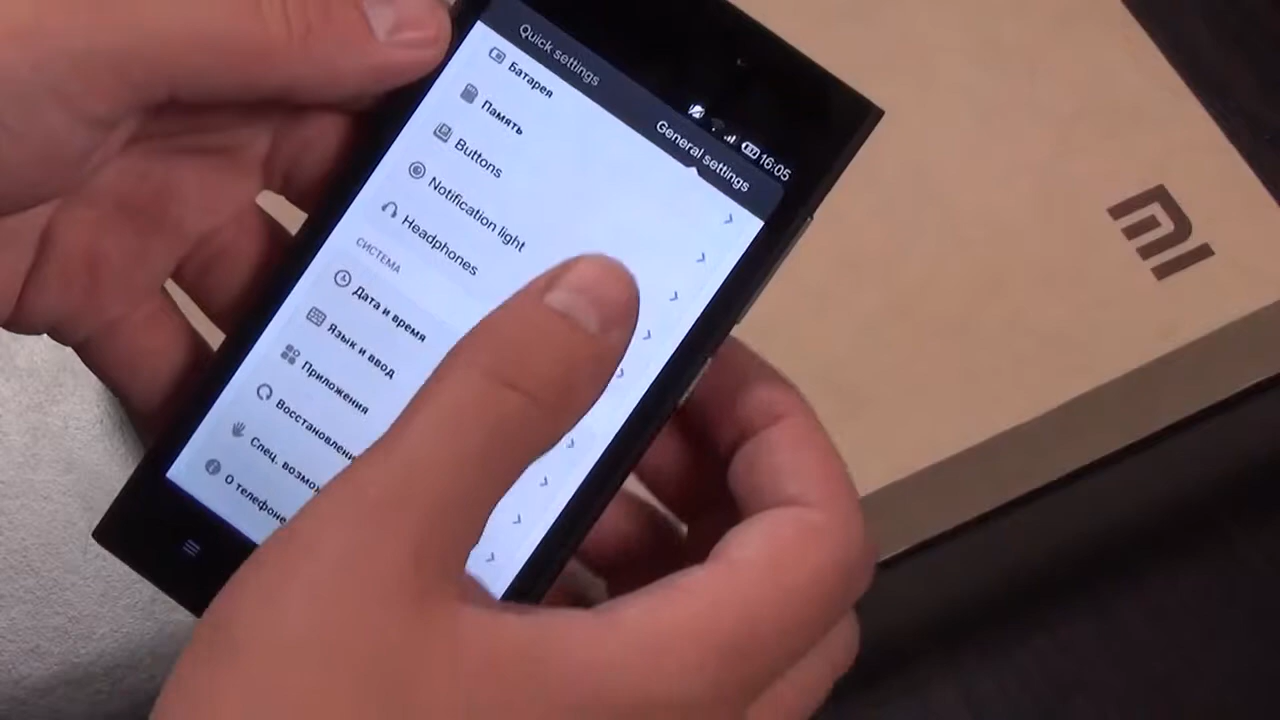 Quick settings
General settings
16:05
Батарея
Память
Buttons
Notification light
Headphones
СИСТЕМА
Дата и время
Язык и ввод
Приложения
Восстановлени
Спец. возмо
О телефоне
MI